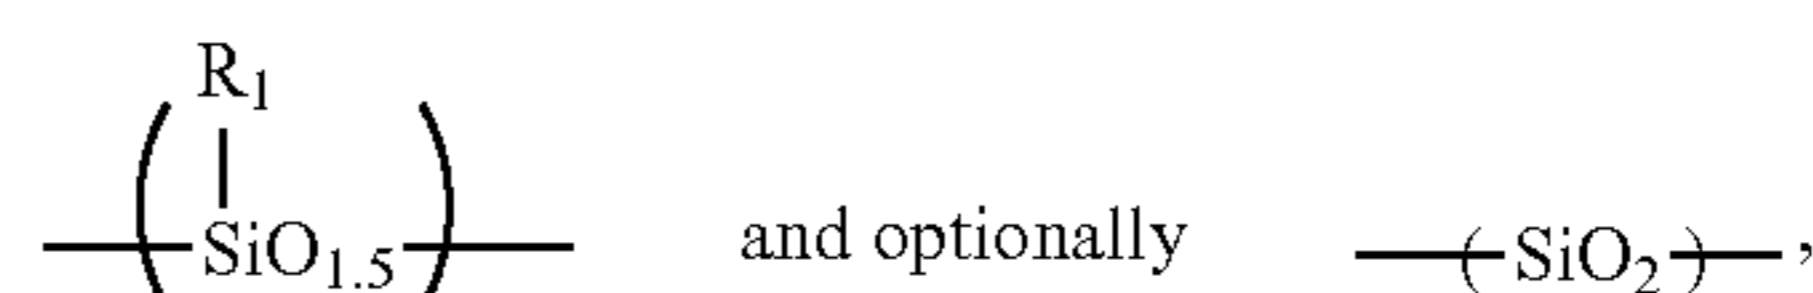 R₁
SiO₁.₅ and optionally (SiO₂),